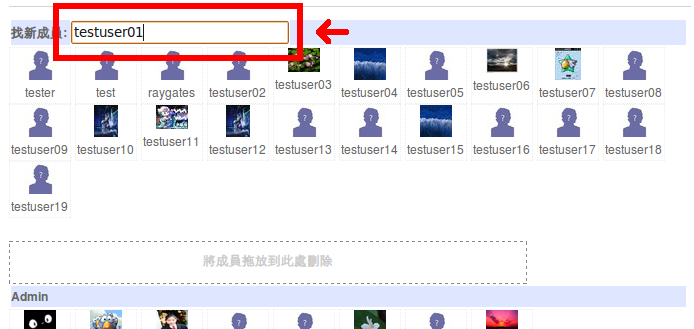 找新成員: testuser01
tester test raygates testuser02 testuser03 testuser04 testuser05 testuser06 testuser07 testuser08
testuser09 testuser10 testuser11 testuser12 testuser13 testuser14 testuser15 testuser16 testuser17 testuser18
testuser19
將成員拖放到此處刪除
Admin